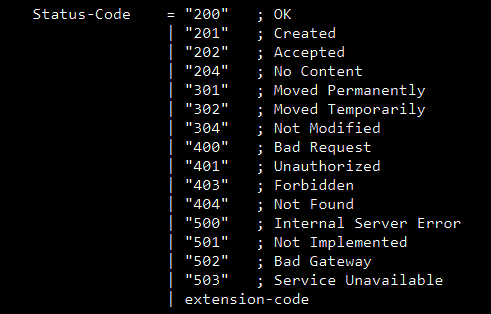 Status-Code = "200" ; OK
| "201" ; Created
| "202" ; Accepted
| "204" ; No Content
| "301" ; Moved Permanently
| "302" ; Moved Temporarily
| "304" ; Not Modified
| "400" ; Bad Request
| "401" ; Unauthorized
| "403" ; Forbidden
| "404" ; Not Found
| "500" ; Internal Server Error
| "501" ; Not Implemented
| "502" ; Bad Gateway
| "503" ; Service Unavailable
| extension-code